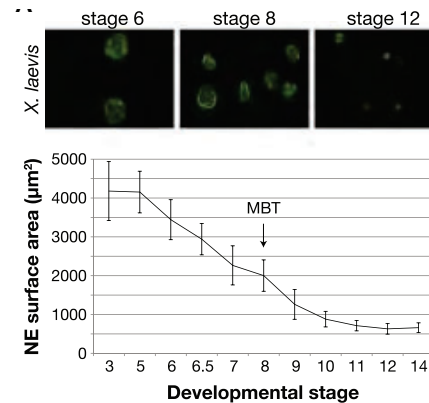 stage 6 stage 8 stage 12
X. laevis
NE surface area (µm²)
5000
4000
3000
2000
1000
0
MBT
3 5 6 6.5 7 8 9 10 11 12 14
Developmental stage